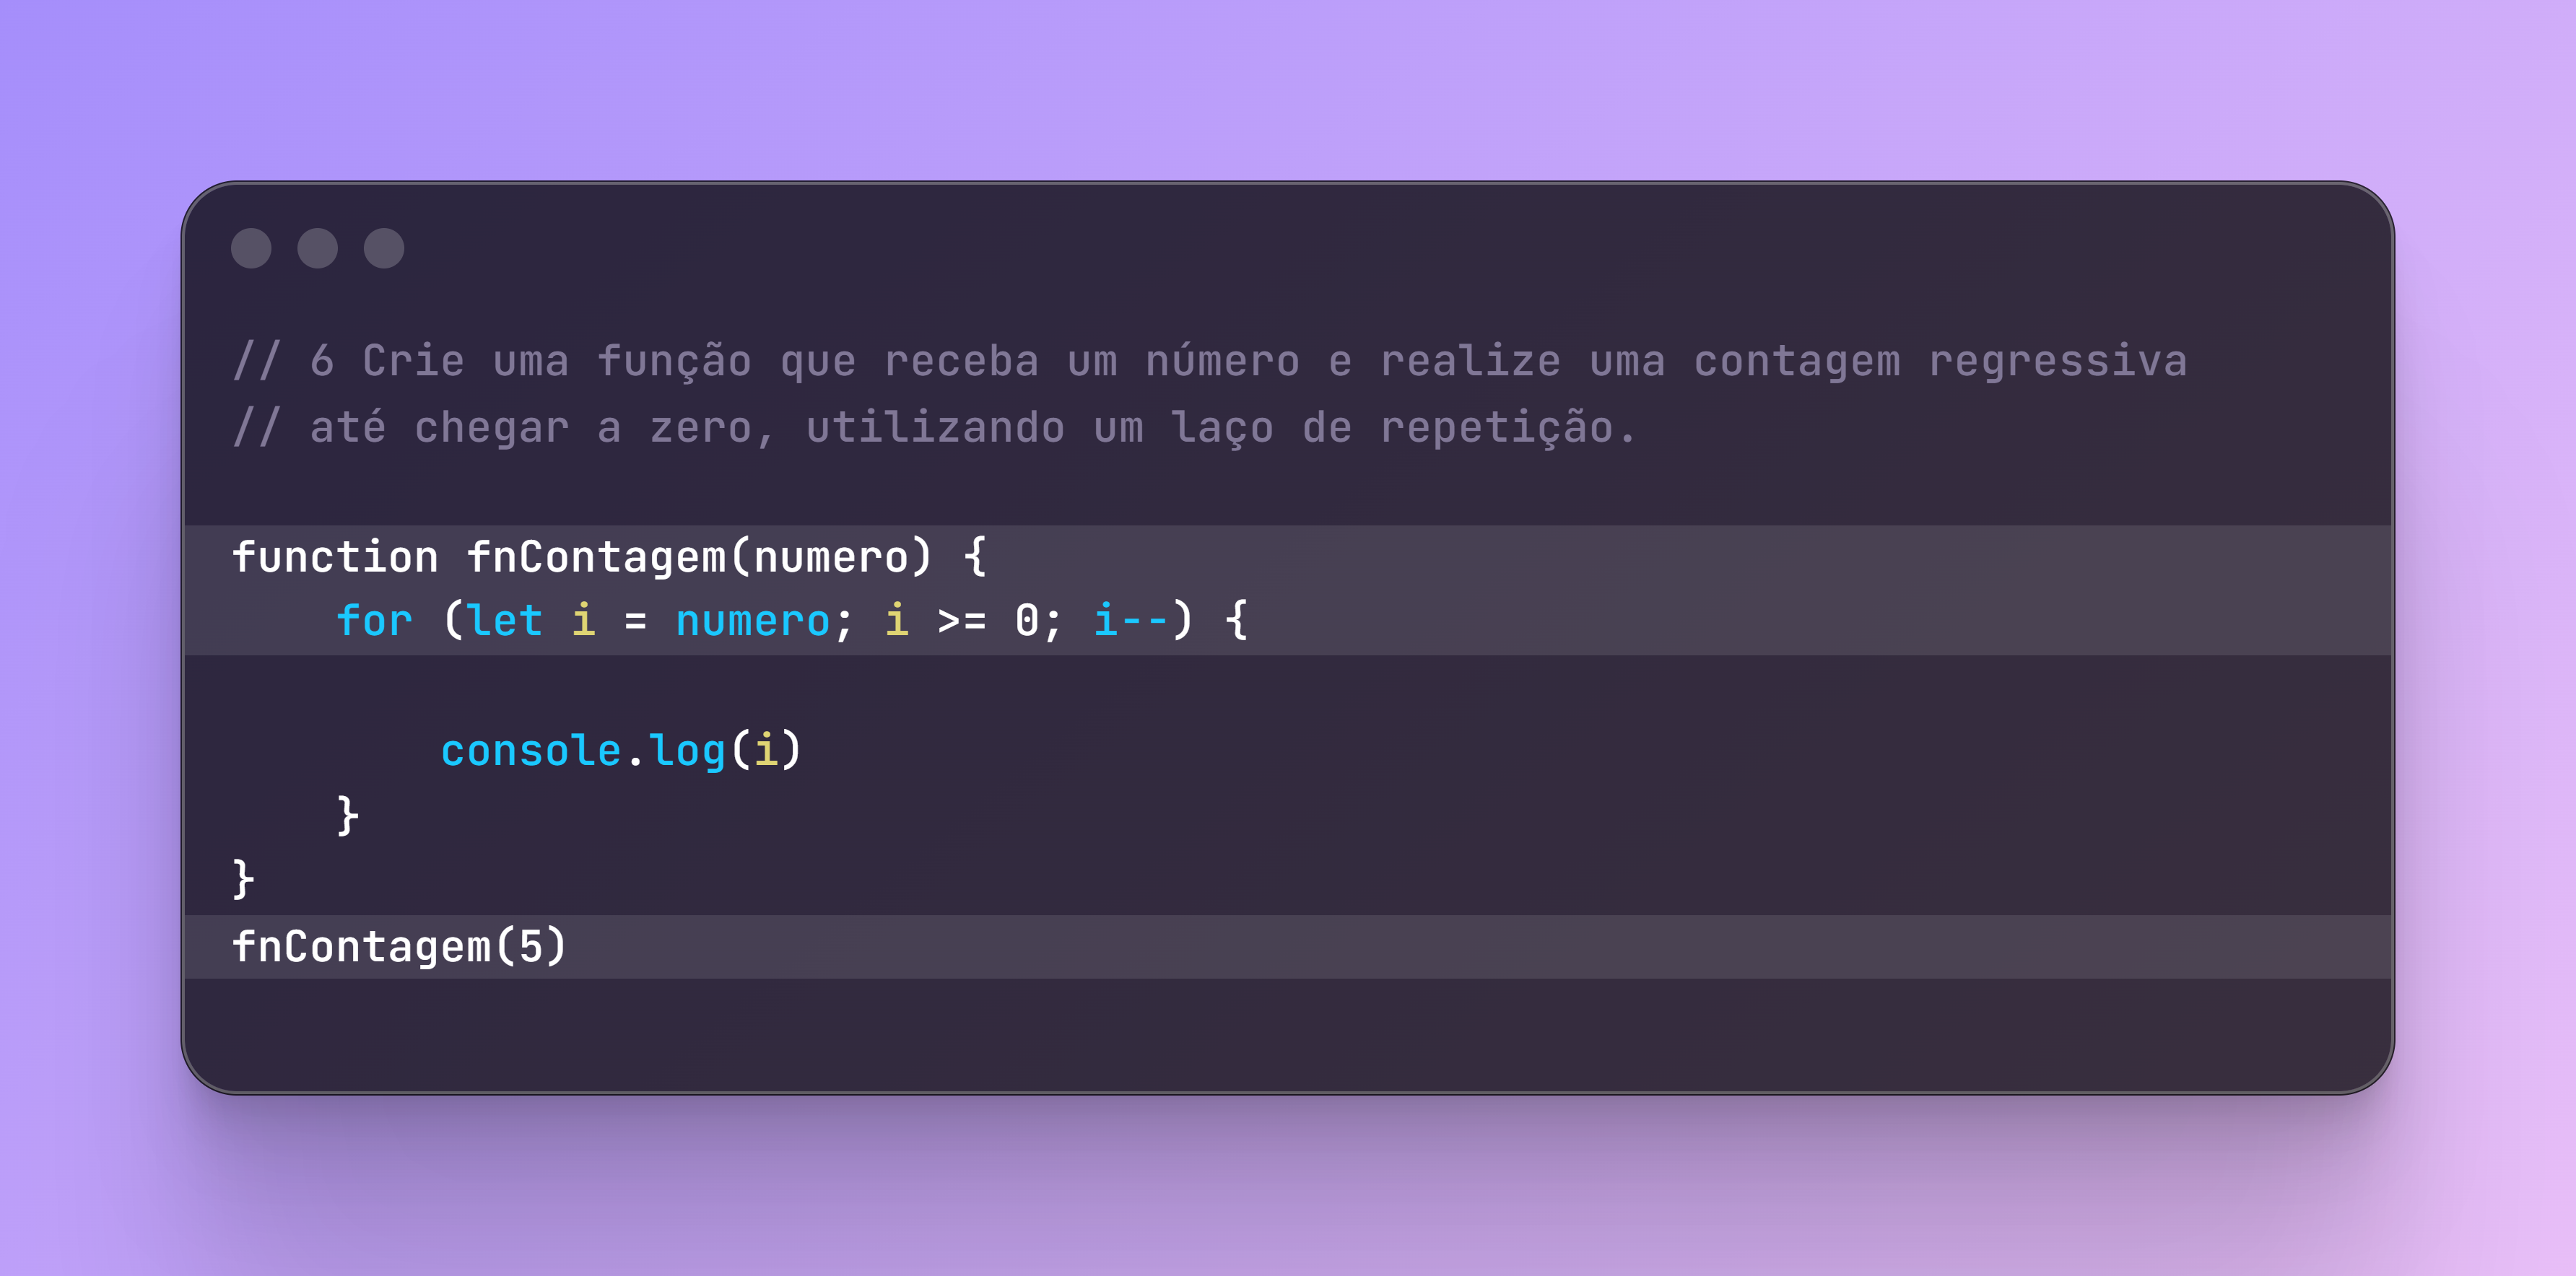 // 6 Crie uma função que receba um número e realize uma contagem regressiva
// até chegar a zero, utilizando um laço de repetição.
function fnContagem(numero) {
    for (let i = numero; i >= 0; i--) {
        console.log(i)
    }
}
fnContagem(5)